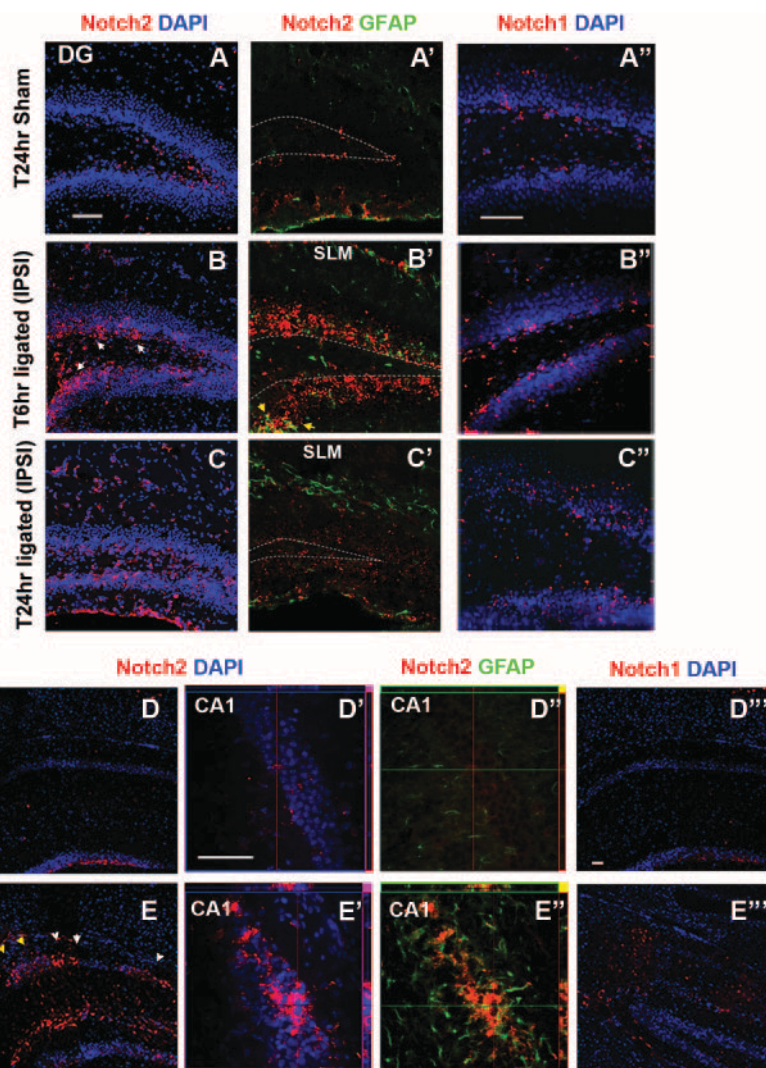 Notch2 DAPI Notch2 GFAP Notch1 DAPI
T24hr Sham
DG A A' A"
T6hr ligated (IPSI)
B SLM B' B"
T24hr ligated (IPSI)
C SLM C' C"
Notch2 DAPI Notch2 GFAP Notch1 DAPI
D CA1 D' CA1 D" D"'
E CA1 E' CA1 E" E"'